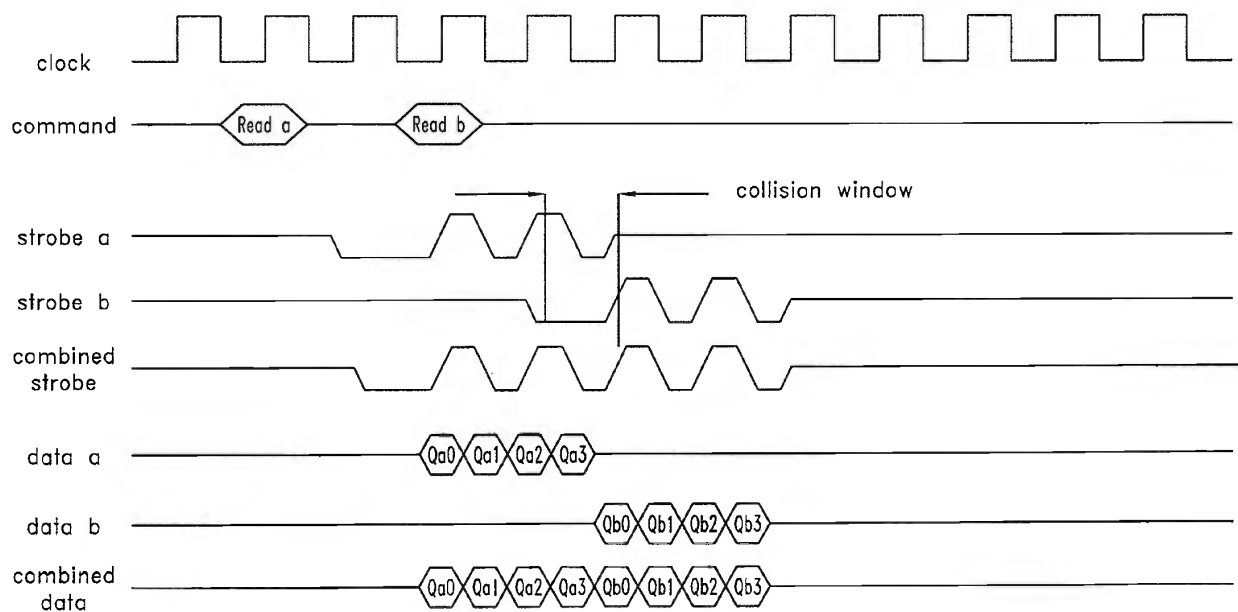 clock
command
Read a
Read b
collision window
strobe a
strobe b
combined
strobe
data a
Qa0 Qa1 Qa2 Qa3
data b
Qb0 Qb1 Qb2 Qb3
combined
data
Qa0 Qa1 Qa2 Qa3 Qb0 Qb1 Qb2 Qb3